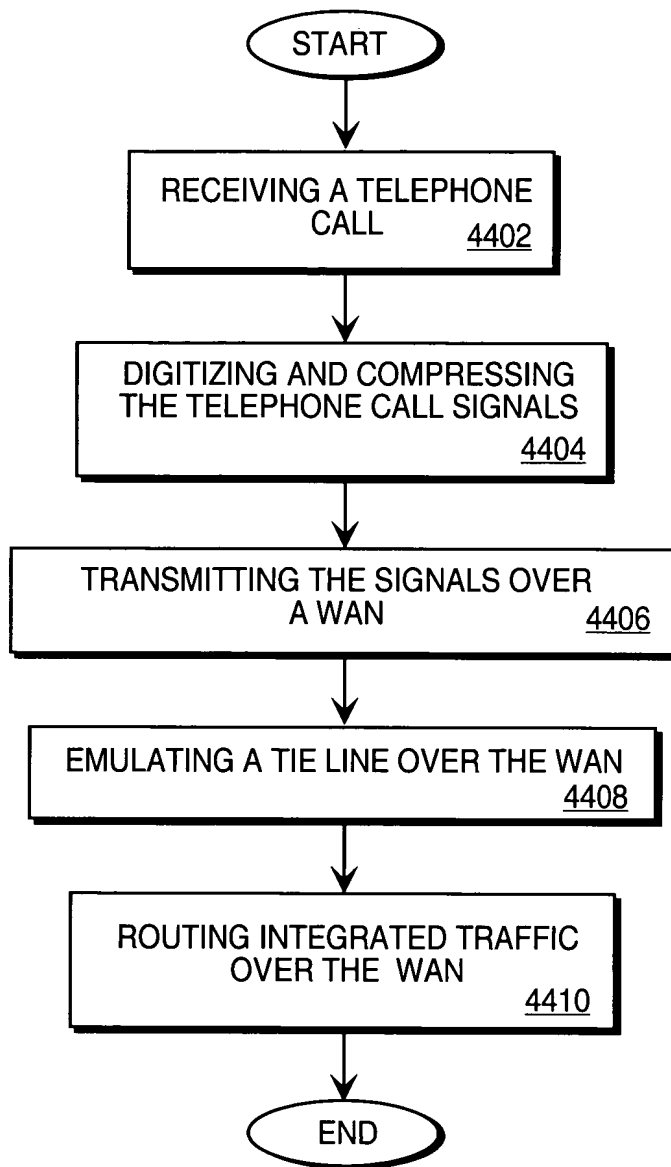 START
RECEIVING A TELEPHONE
CALL 4402
DIGITIZING AND COMPRESSING
THE TELEPHONE CALL SIGNALS
4404
TRANSMITTING THE SIGNALS OVER
A WAN 4406
EMULATING A TIE LINE OVER THE WAN
4408
ROUTING INTEGRATED TRAFFIC
OVER THE WAN
4410
END